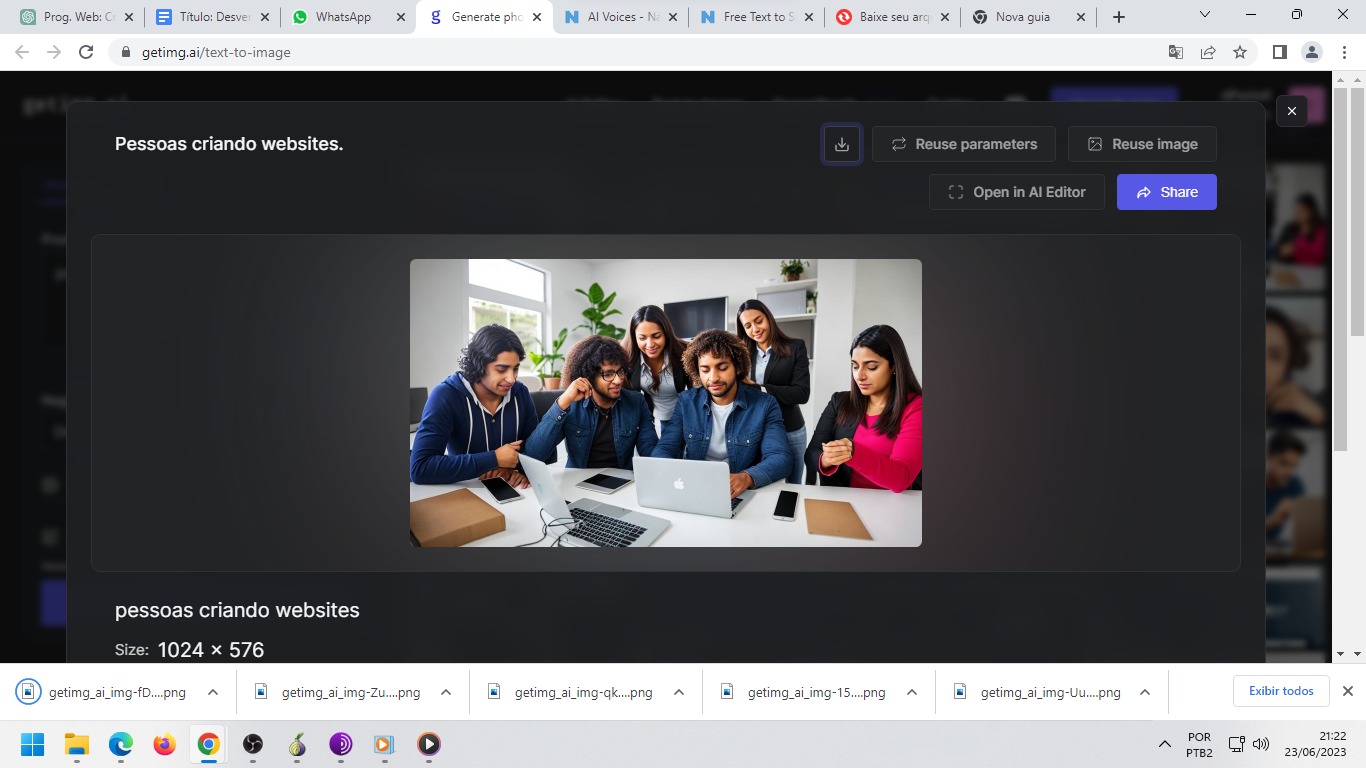 Prog. Web: Cr
Título: Desven
WhatsApp
Generate pho
AI Voices - Na
Free Text to S
Baixe seu arqu
Nova guia
getimg.ai/text-to-image
Pessoas criando websites.
Reuse parameters
Reuse image
Open in AI Editor
Share
pessoas criando websites
Size: 1024 × 576
getimg_ai_img-fD....png
getimg_ai_img-Zu....png
getimg_ai_img-qk....png
getimg_ai_img-15....png
getimg_ai_img-Uu....png
Exibir todos
POR
PTB2
21:22
23/06/2023